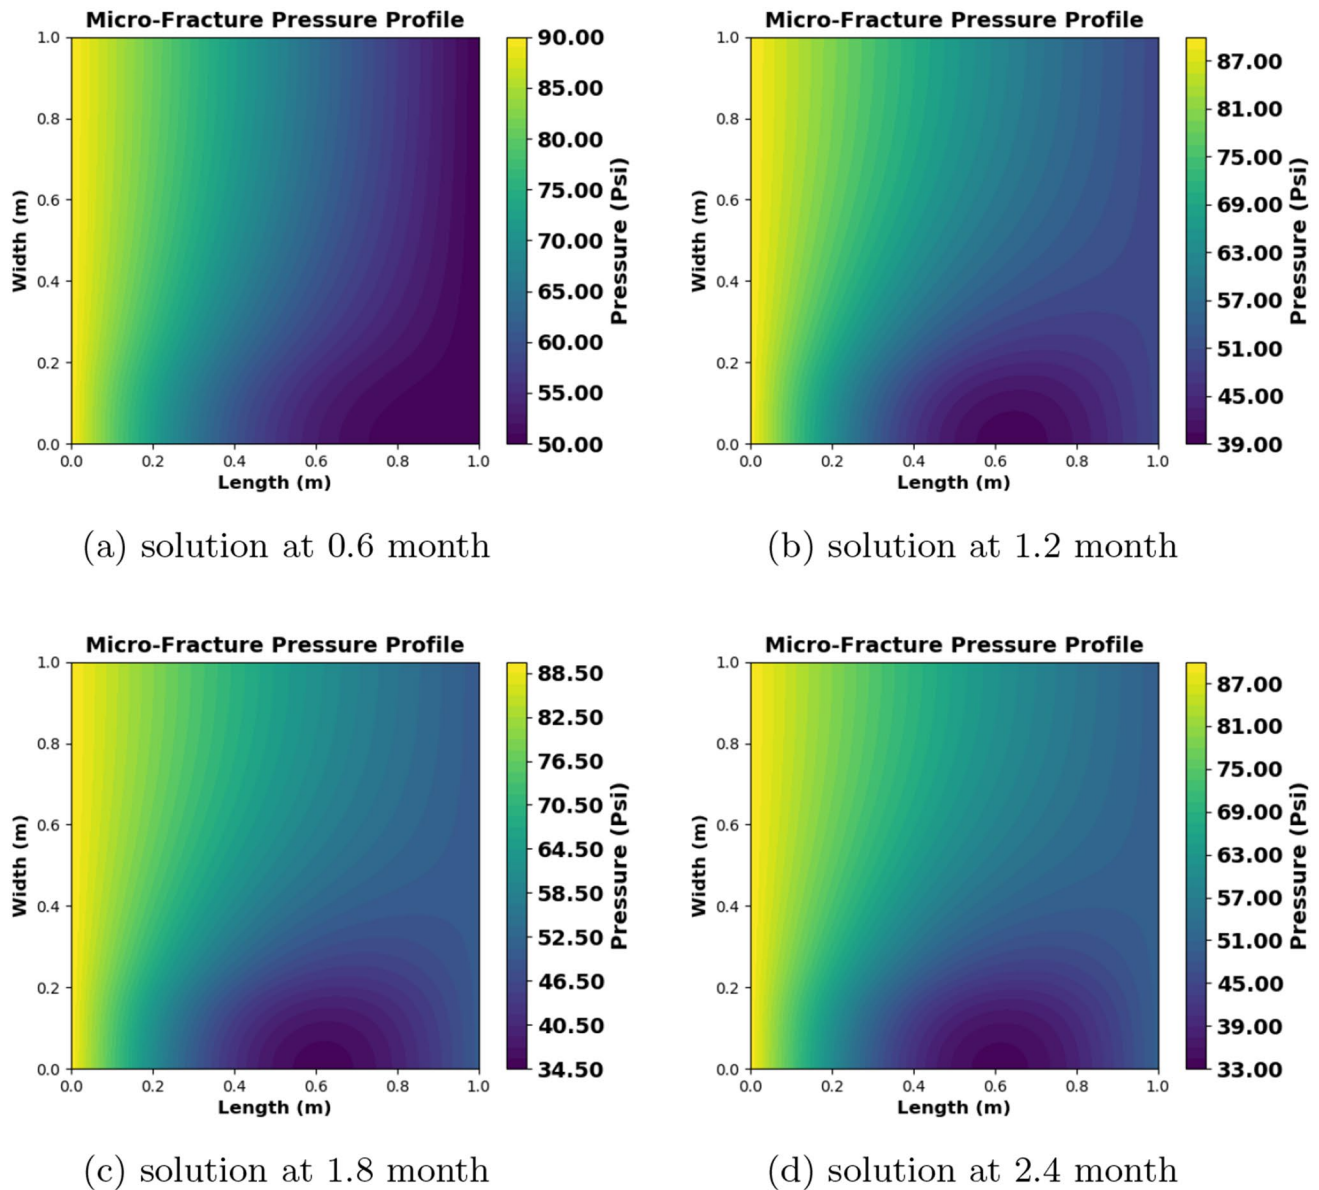 Micro-Fracture Pressure Profile
1.0
0.8
0.6
0.4
0.2
0.0
Width (m)
0.0 0.2 0.4 0.6 0.8 1.0
Length (m)
90.00
85.00
80.00
75.00
70.00
65.00
60.00
55.00
50.00
Pressure (Psi)
(a) solution at 0.6 month
Micro-Fracture Pressure Profile
1.0
0.8
0.6
0.4
0.2
0.0
Width (m)
0.0 0.2 0.4 0.6 0.8 1.0
Length (m)
87.00
81.00
75.00
69.00
63.00
57.00
51.00
45.00
39.00
Pressure (Psi)
(b) solution at 1.2 month
Micro-Fracture Pressure Profile
1.0
0.8
0.6
0.4
0.2
0.0
Width (m)
0.0 0.2 0.4 0.6 0.8 1.0
Length (m)
88.50
82.50
76.50
70.50
64.50
58.50
52.50
46.50
40.50
34.50
Pressure (Psi)
(c) solution at 1.8 month
Micro-Fracture Pressure Profile
1.0
0.8
0.6
0.4
0.2
0.0
Width (m)
0.0 0.2 0.4 0.6 0.8 1.0
Length (m)
87.00
81.00
75.00
69.00
63.00
57.00
51.00
45.00
39.00
33.00
Pressure (Psi)
(d) solution at 2.4 month